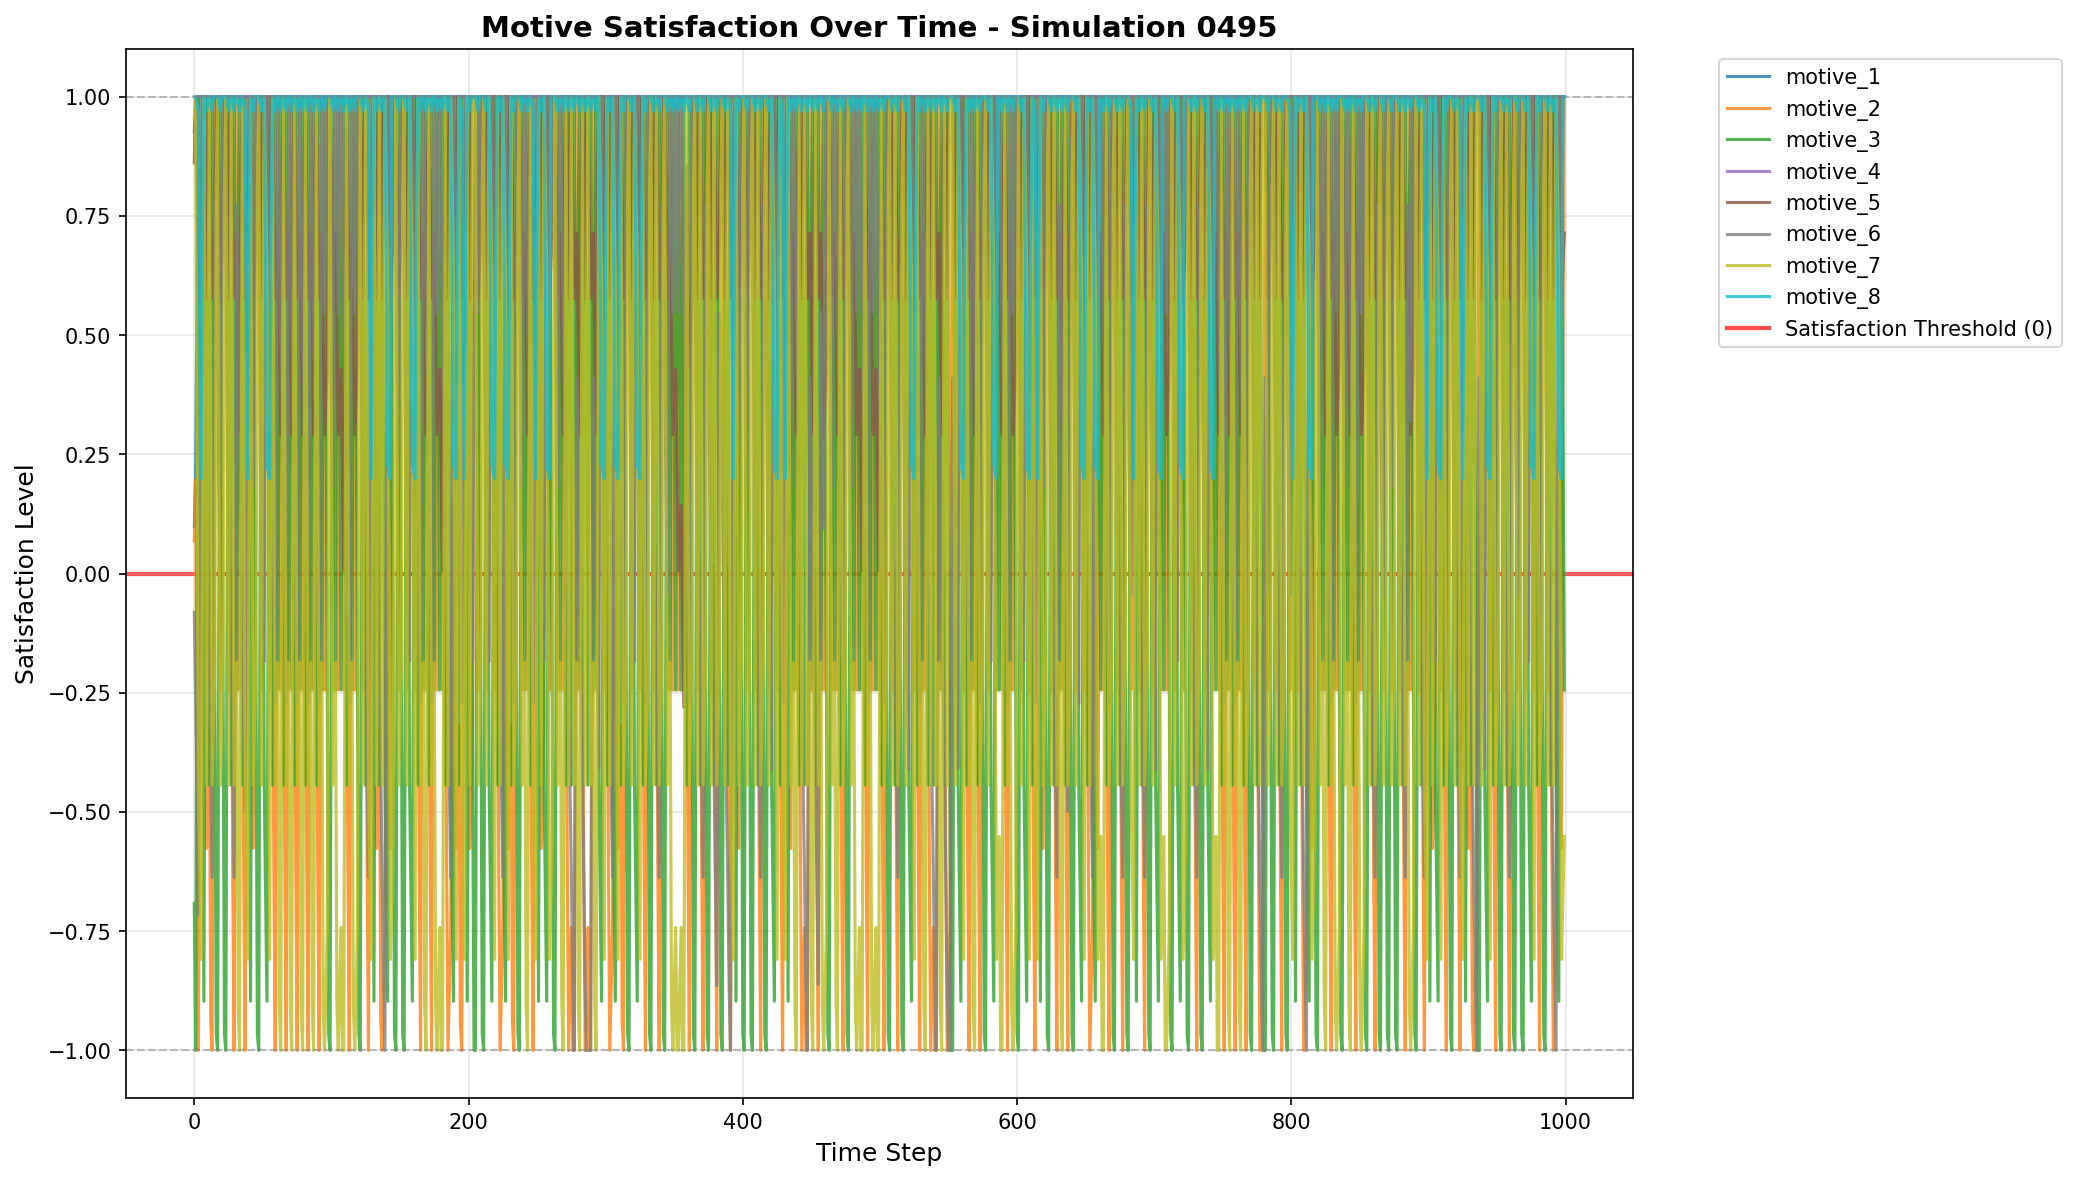 Motive Satisfaction Over Time - Simulation 0495
Satisfaction Level
1.00
0.75
0.50
0.25
0.00
−0.25
−0.50
−0.75
−1.00
0
200
400
600
800
1000
Time Step
motive_1
motive_2
motive_3
motive_4
motive_5
motive_6
motive_7
motive_8
Satisfaction Threshold (0)